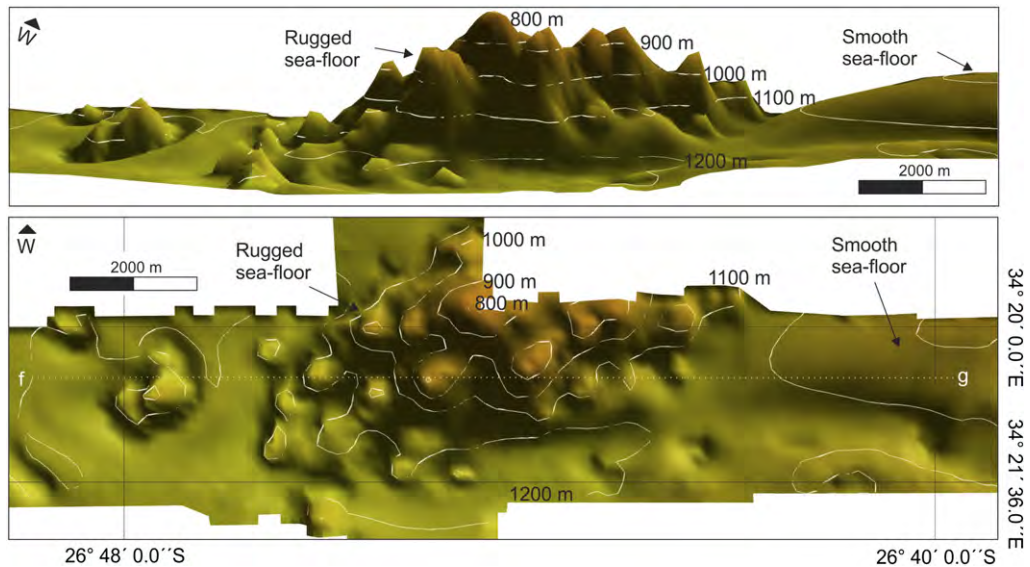 W
Rugged
sea-floor
800 m
900 m
1000 m
1100 m
Smooth
sea-floor
1200 m
2000 m
W
2000 m
Rugged
sea-floor
1000 m
900 m
800 m
1100 m
Smooth
sea-floor
f
g
1200 m
34° 20´ 0.0´´E
34° 21´ 36.0´´E
26° 48´ 0.0´´S
26° 40´ 0.0´´S